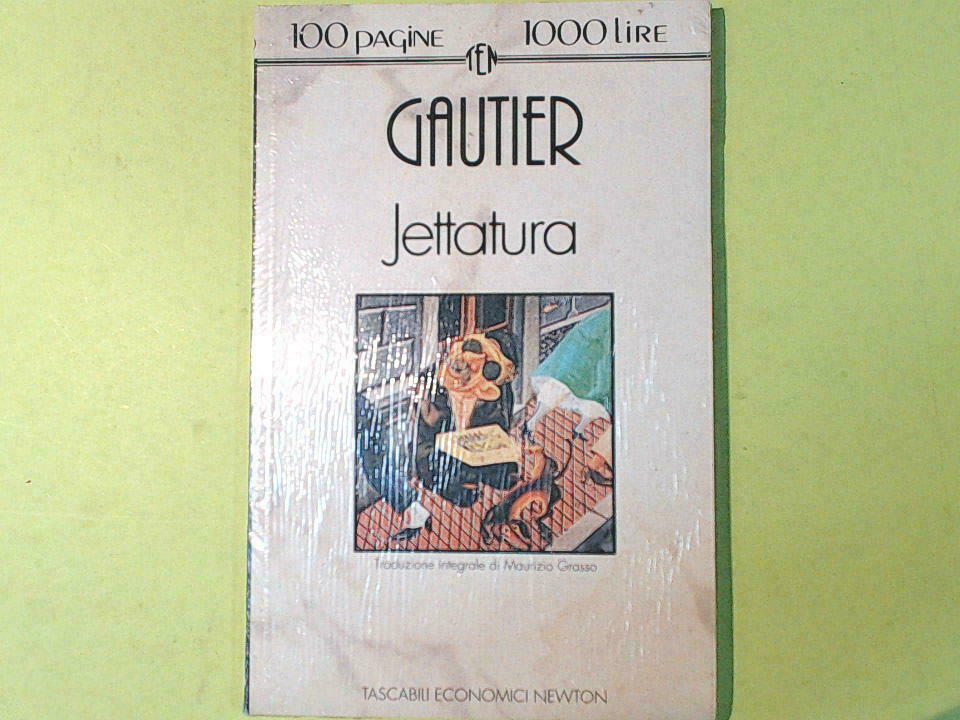 100 PAGINE 1000 LIRE
TEN
GAUTIER
Jettatura
Traduzione integrale di Maurizio Grasso
TASCABILI ECONOMICI NEWTON